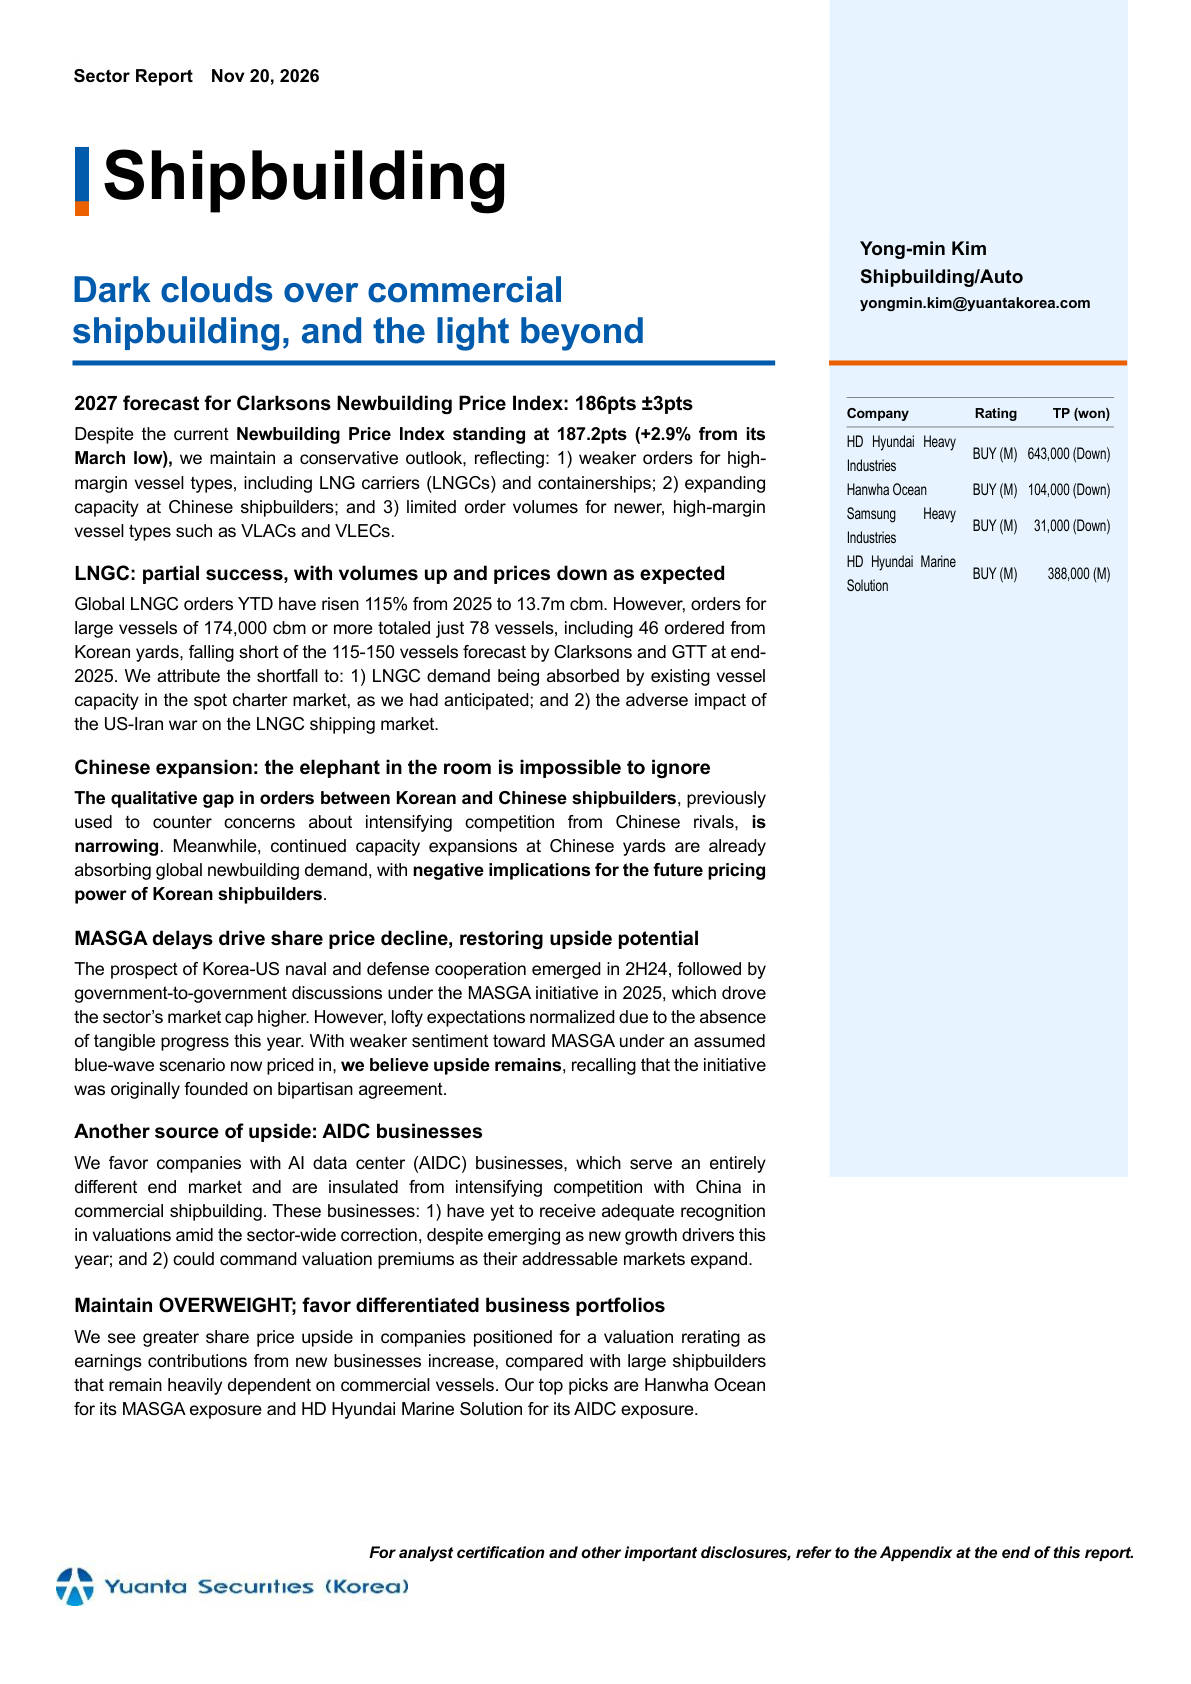 Sector Report Nov 20, 2026
Shipbuilding
Yong-min Kim
Shipbuilding/Auto
yongmin.kim@yuantakorea.com
Dark clouds over commercial
shipbuilding, and the light beyond
2027 forecast for Clarksons Newbuilding Price Index: 186pts ±3pts
Despite the current Newbuilding Price Index standing at 187.2pts (+2.9% from its
March low), we maintain a conservative outlook, reflecting: 1) weaker orders for high-
margin vessel types, including LNG carriers (LNGCs) and containerships; 2) expanding
capacity at Chinese shipbuilders; and 3) limited order volumes for newer, high-margin
vessel types such as VLACs and VLECs.
LNGC: partial success, with volumes up and prices down as expected
Global LNGC orders YTD have risen 115% from 2025 to 13.7m cbm. However, orders for
large vessels of 174,000 cbm or more totaled just 78 vessels, including 46 ordered from
Korean yards, falling short of the 115-150 vessels forecast by Clarksons and GTT at end-
2025. We attribute the shortfall to: 1) LNGC demand being absorbed by existing vessel
capacity in the spot charter market, as we had anticipated; and 2) the adverse impact of
the US-Iran war on the LNGC shipping market.
Chinese expansion: the elephant in the room is impossible to ignore
The qualitative gap in orders between Korean and Chinese shipbuilders, previously
used to counter concerns about intensifying competition from Chinese rivals, is
narrowing. Meanwhile, continued capacity expansions at Chinese yards are already
absorbing global newbuilding demand, with negative implications for the future pricing
power of Korean shipbuilders.
MASGA delays drive share price decline, restoring upside potential
The prospect of Korea-US naval and defense cooperation emerged in 2H24, followed by
government-to-government discussions under the MASGA initiative in 2025, which drove
the sector's market cap higher. However, lofty expectations normalized due to the absence
of tangible progress this year. With weaker sentiment toward MASGA under an assumed
blue-wave scenario now priced in, we believe upside remains, recalling that the initiative
was originally founded on bipartisan agreement.
Another source of upside: AIDC businesses
We favor companies with AI data center (AIDC) businesses, which serve an entirely
different end market and are insulated from intensifying competition with China in
commercial shipbuilding. These businesses: 1) have yet to receive adequate recognition
in valuations amid the sector-wide correction, despite emerging as new growth drivers this
year; and 2) could command valuation premiums as their addressable markets expand.
Maintain OVERWEIGHT; favor differentiated business portfolios
We see greater share price upside in companies positioned for a valuation rerating as
earnings contributions from new businesses increase, compared with large shipbuilders
that remain heavily dependent on commercial vessels. Our top picks are Hanwha Ocean
for its MASGA exposure and HD Hyundai Marine Solution for its AIDC exposure.
Company Rating TP (won)
HD Hyundai Heavy
Industries BUY (M) 643,000 (Down)
Hanwha Ocean BUY (M) 104,000 (Down)
Samsung Heavy
Industries BUY (M) 31,000 (Down)
HD Hyundai Marine
Solution BUY (M) 388,000 (M)
For analyst certification and other important disclosures, refer to the Appendix at the end of this report.
Yuanta Securities (Korea)